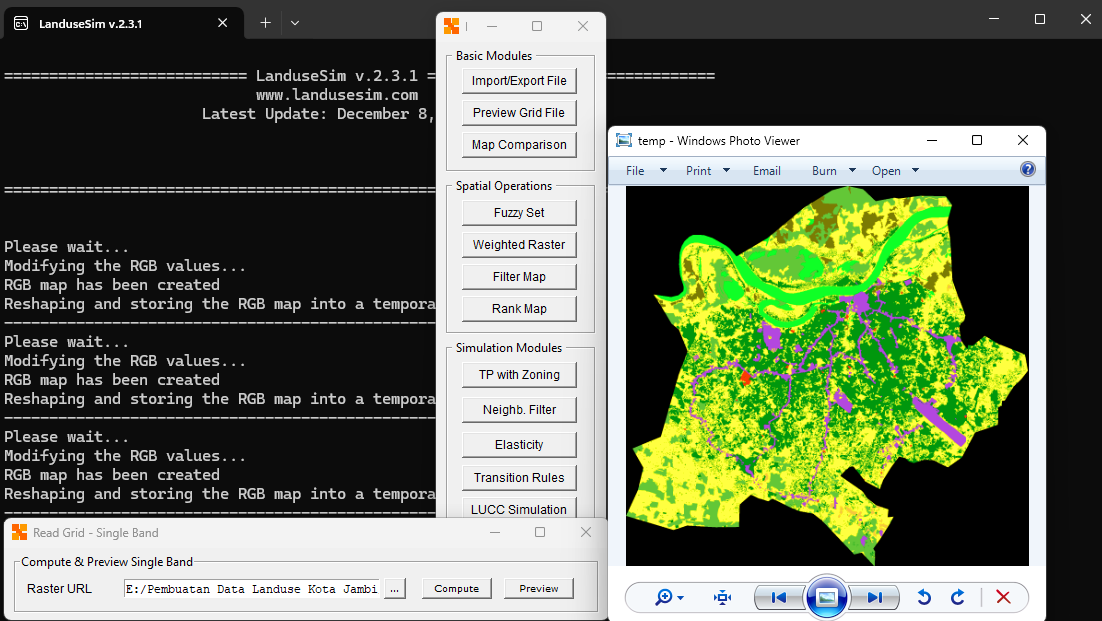 LanduseSim v.2.3.1
========================== LanduseSim v.2.3.1 = ============
www.landusesim.com
Latest Update: December 8,
Please wait...
Modifying the RGB values...
RGB map has been created
Reshaping and storing the RGB map into a tempora
Please wait...
Modifying the RGB values...
RGB map has been created
Reshaping and storing the RGB map into a tempora
Please wait...
Modifying the RGB values...
RGB map has been created
Reshaping and storing the RGB map into a tempora
Basic Modules
Import/Export File
Preview Grid File
Map Comparison
Spatial Operations
Fuzzy Set
Weighted Raster
Filter Map
Rank Map
Simulation Modules
TP with Zoning
Neighb. Filter
Elasticity
Transition Rules
LUCC Simulation
temp - Windows Photo Viewer
File Print Email Burn Open
Read Grid - Single Band
Compute & Preview Single Band
Raster URL E:/Pembuatan Data Landuse Kota Jambi ... Compute Preview